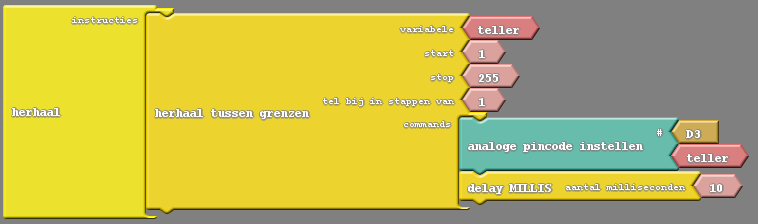 instructies
herhaal
herhaal tussen grenzen
variabele teller
start 1
stop 255
tel bij in stappen van 1
commands
analoge pincode instellen # D3
teller
delay MILLIS aantal milliseconden 10